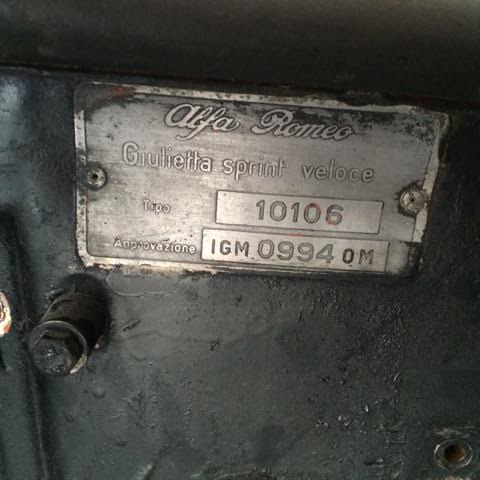 Alfa Romeo
Giulietta sprint veloce
Tipo 10106
Approvazione IGM 0994 OM